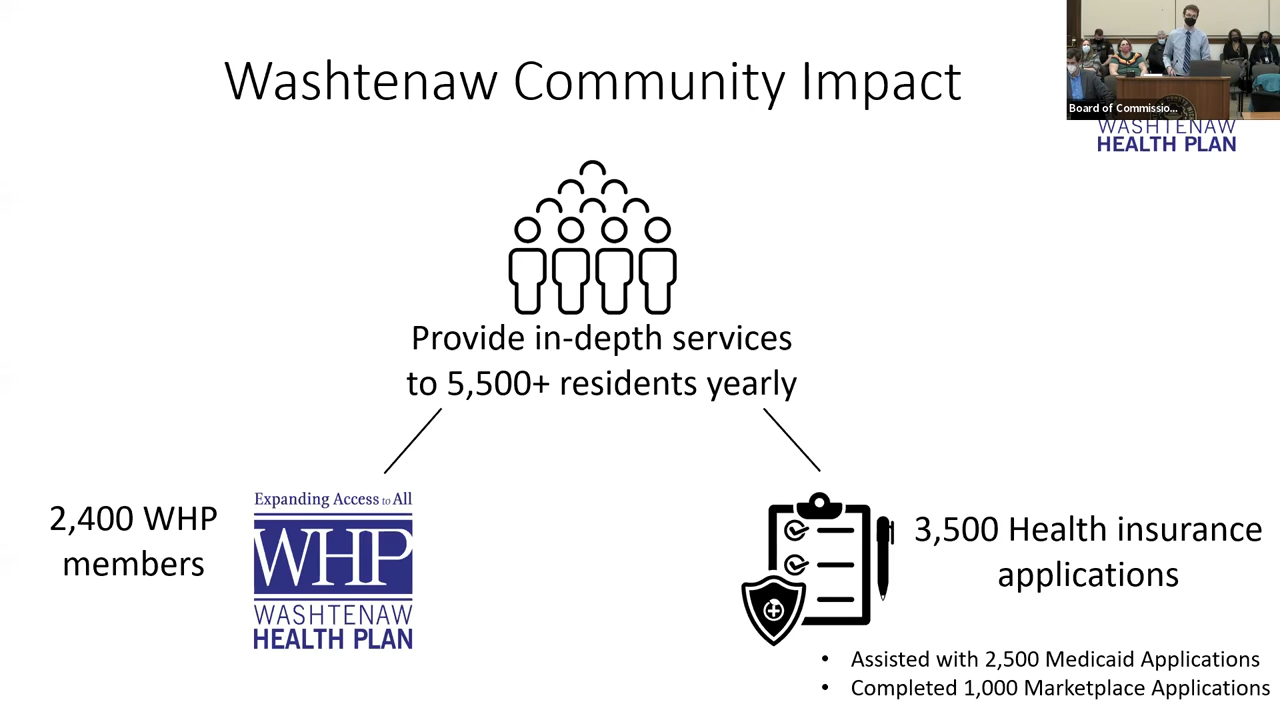 Washtenaw Community Impact
Board of Commissio...
WASHTENAW
HEALTH PLAN
Provide in-depth services
to 5,500+ residents yearly
2,400 WHP
members
Expanding Access to All
WHP
WASHTENAW
HEALTH PLAN
3,500 Health insurance
applications
• Assisted with 2,500 Medicaid Applications
• Completed 1,000 Marketplace Applications